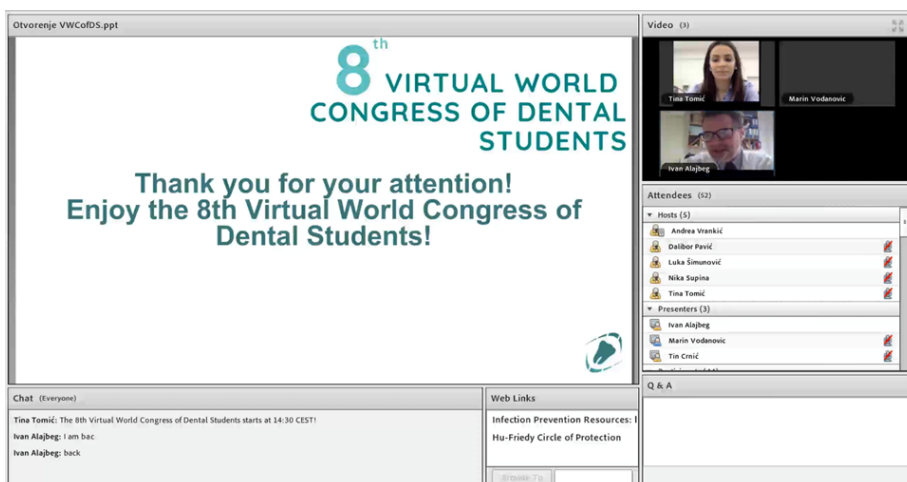 Otvorenje VWCofDS.ppt
8th VIRTUAL WORLD
CONGRESS OF DENTAL
STUDENTS
Thank you for your attention!
Enjoy the 8th Virtual World Congress of
Dental Students!
Chat (Everyone)
Tina Tomić: The 8th Virtual World Congress of Dental Students starts at 14:30 CEST!
Ivan Alajbeg: I am bac
Ivan Alajbeg: back
Web Links
Infection Prevention Resources:
Hu-Friedy Circle of Protection
Browse To
Video (3)
Tina Tomić
Marin Vodanovic
Ivan Alajbeg
Attendees (52)
Hosts (5)
Andrea Vrankić
Dalibor Pavić
Luka Šimunović
Nika Supina
Tina Tomić
Presenters (3)
Ivan Alajbeg
Marin Vodanovic
Tin Crnić
Q & A